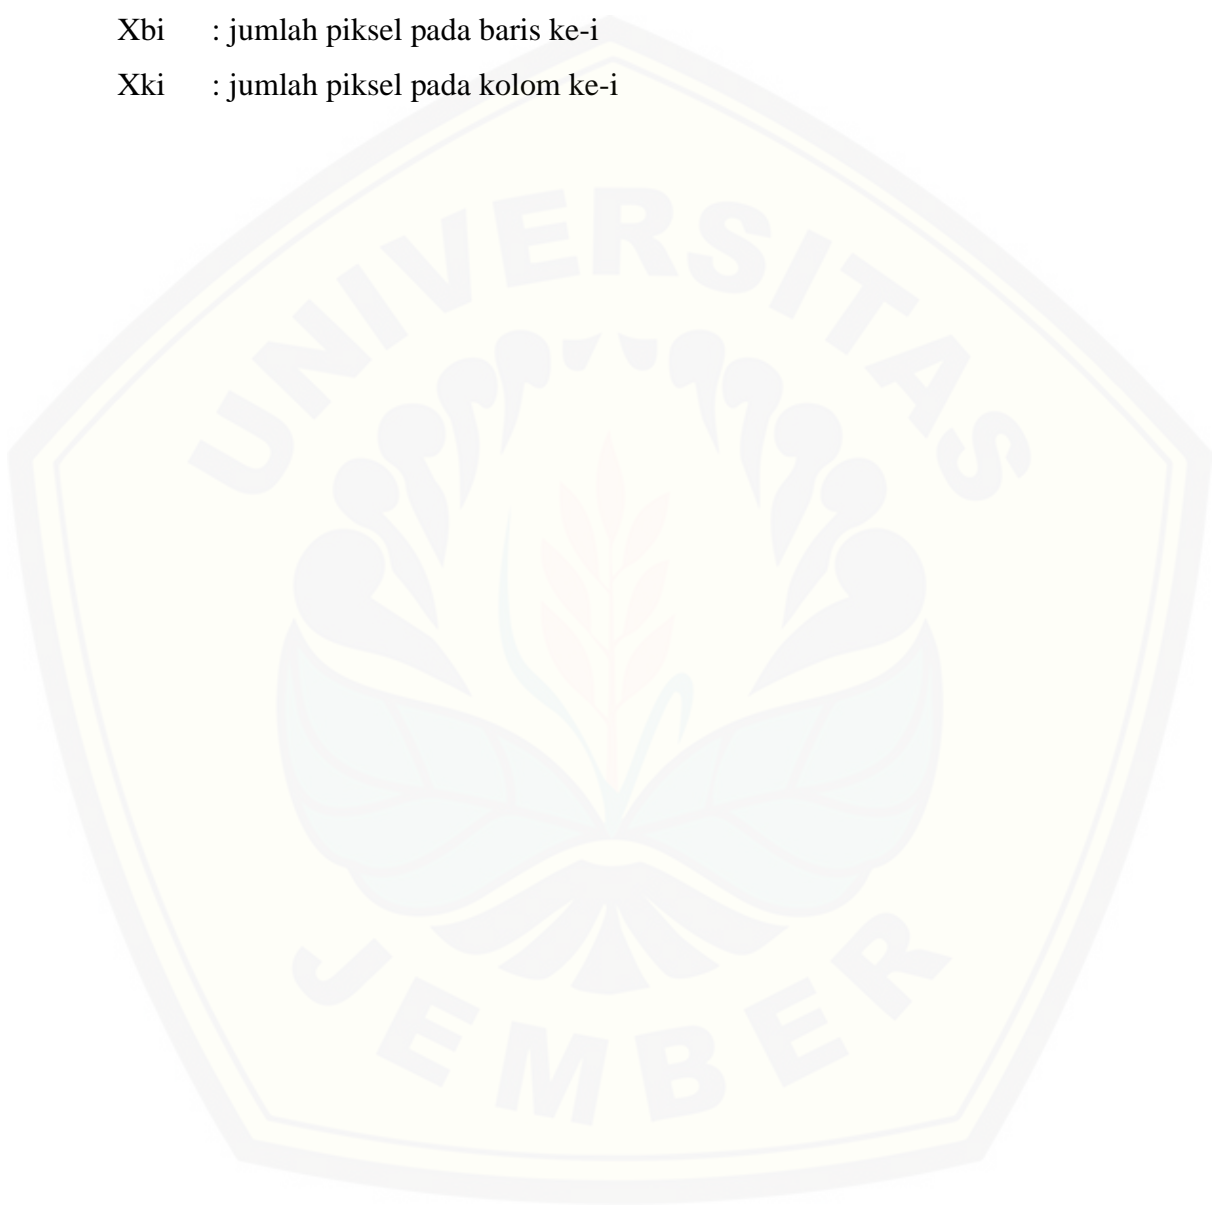 Xbi : jumlah piksel pada baris ke-i
Xki : jumlah piksel pada kolom ke-i
UNIVERSITAS
JEMBER